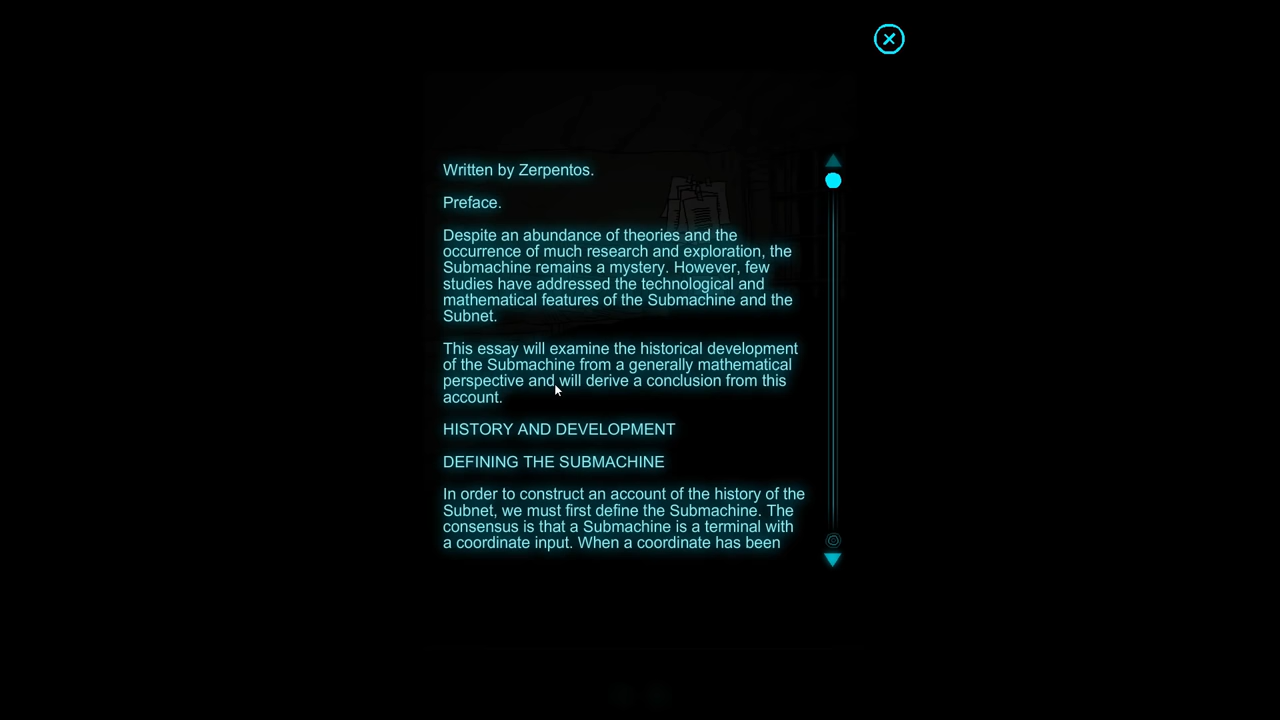 Written by Zerpentos.
Preface.
Despite an abundance of theories and the
occurrence of much research and exploration, the
Submachine remains a mystery. However, few
studies have addressed the technological and
mathematical features of the Submachine and the
Subnet.
This essay will examine the historical development
of the Submachine from a generally mathematical
perspective and will derive a conclusion from this
account.
HISTORY AND DEVELOPMENT
DEFINING THE SUBMACHINE
In order to construct an account of the history of the
Subnet, we must first define the Submachine. The
consensus is that a Submachine is a terminal with
a coordinate input. When a coordinate has been